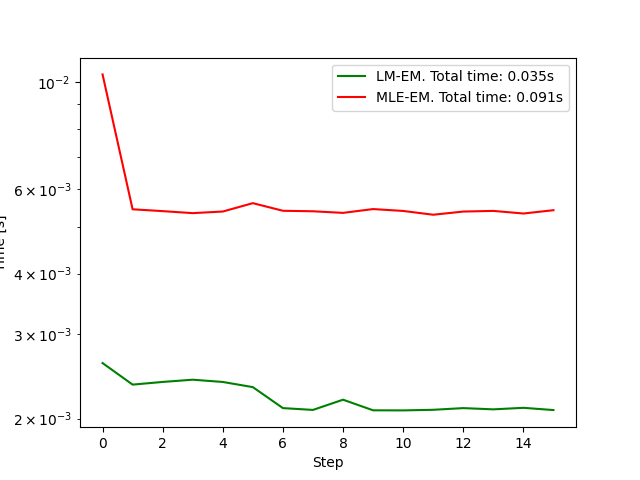 LM-EM. Total time: 0.035s
MLE-EM. Total time: 0.091s
10⁻²
6 × 10⁻³
4 × 10⁻³
3 × 10⁻³
2 × 10⁻³
0 2 4 6 8 10 12 14
Step